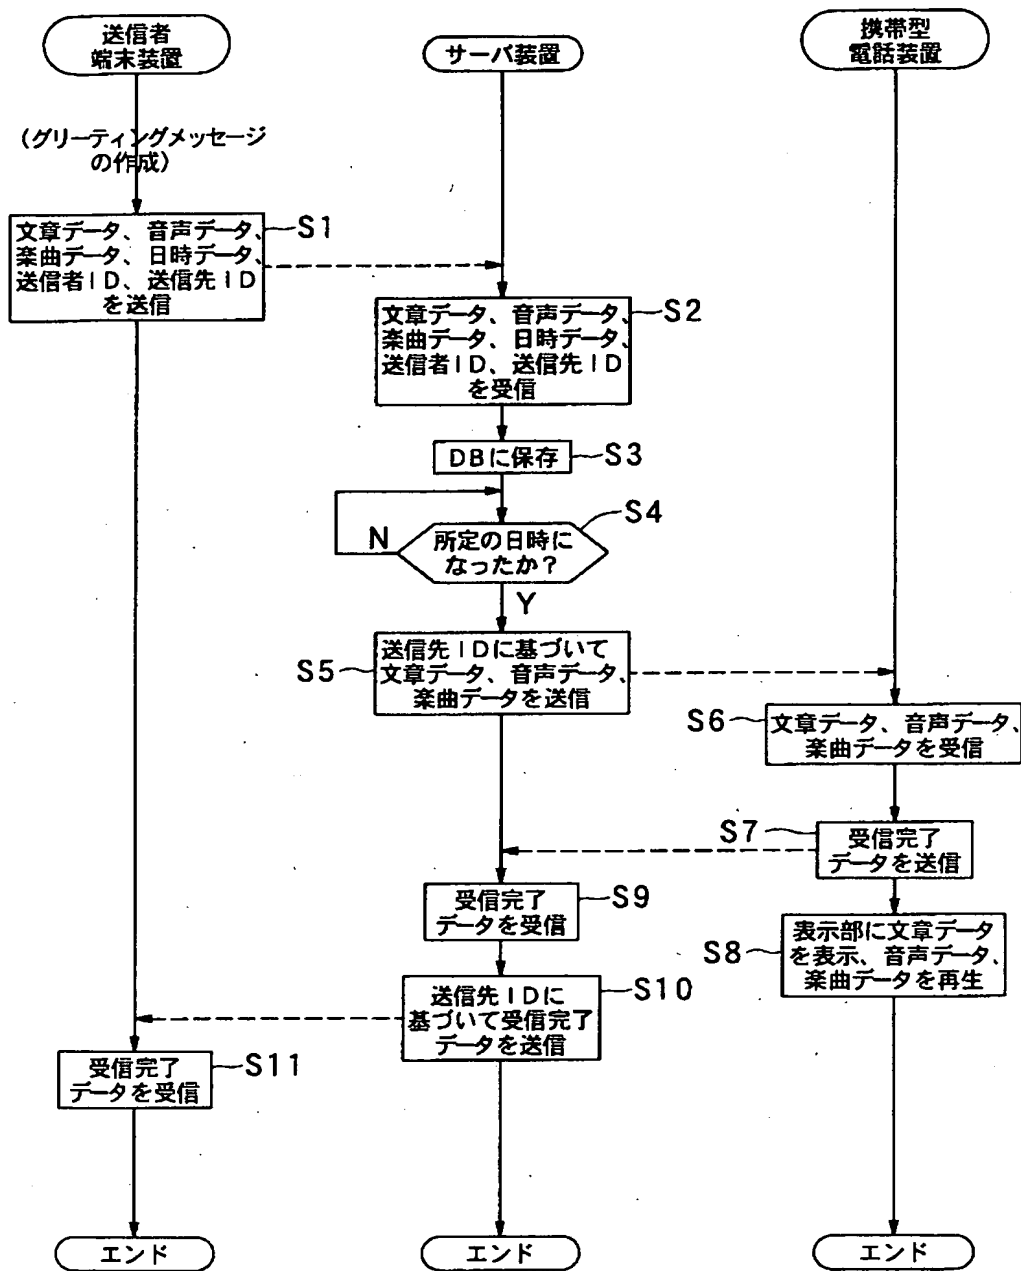 送信者
端末装置
サーバ装置
携帯型
電話装置
(グリーティングメッセージ
の作成)
文章データ、音声データ、
楽曲データ、日時データ、
送信者ID、送信先ID
を送信
S1
文章データ、音声データ、
楽曲データ、日時データ、
送信者ID、送信先ID
を受信
S2
DBに保存
S3
所定の日時に
なったか?
S4
N
Y
S5
送信先IDに基づいて
文章データ、音声データ、
楽曲データを送信
S6
文章データ、音声データ、
楽曲データを受信
S7
受信完了
データを送信
受信完了
データを受信
S9
S8
表示部に文章データ
を表示、音声データ、
楽曲データを再生
送信先IDに
基づいて受信完了
データを送信
S10
受信完了
データを受信
S11
エンド
エンド
エンド